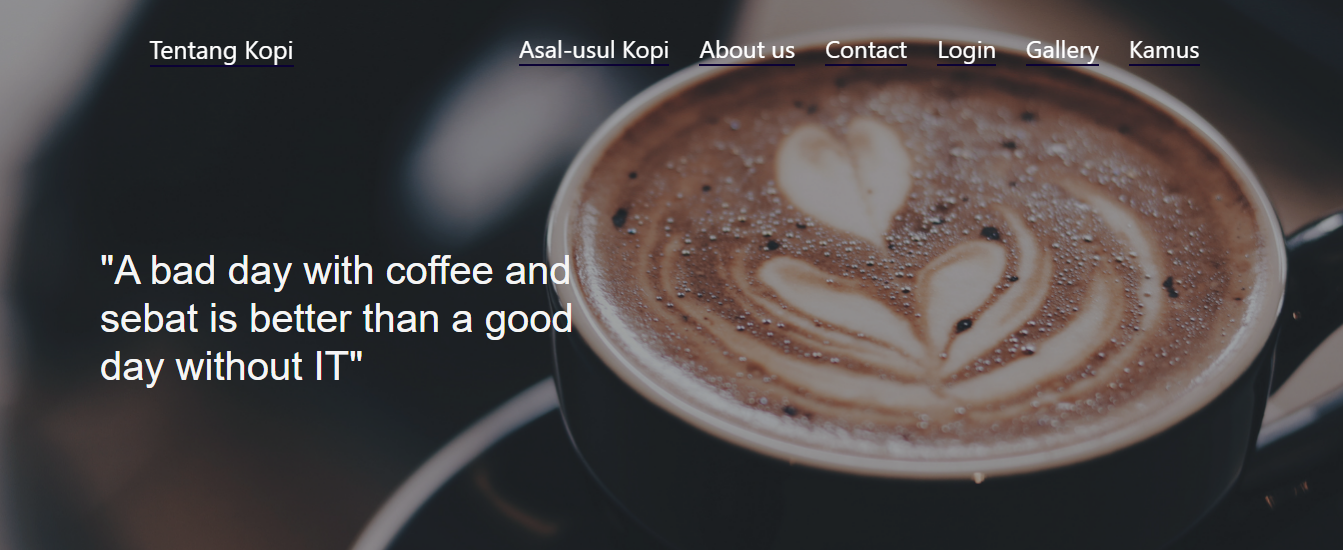 Tentang Kopi
Asal-usul Kopi About us Contact Login Gallery Kamus
"A bad day with coffee and
sebat is better than a good
day without IT"